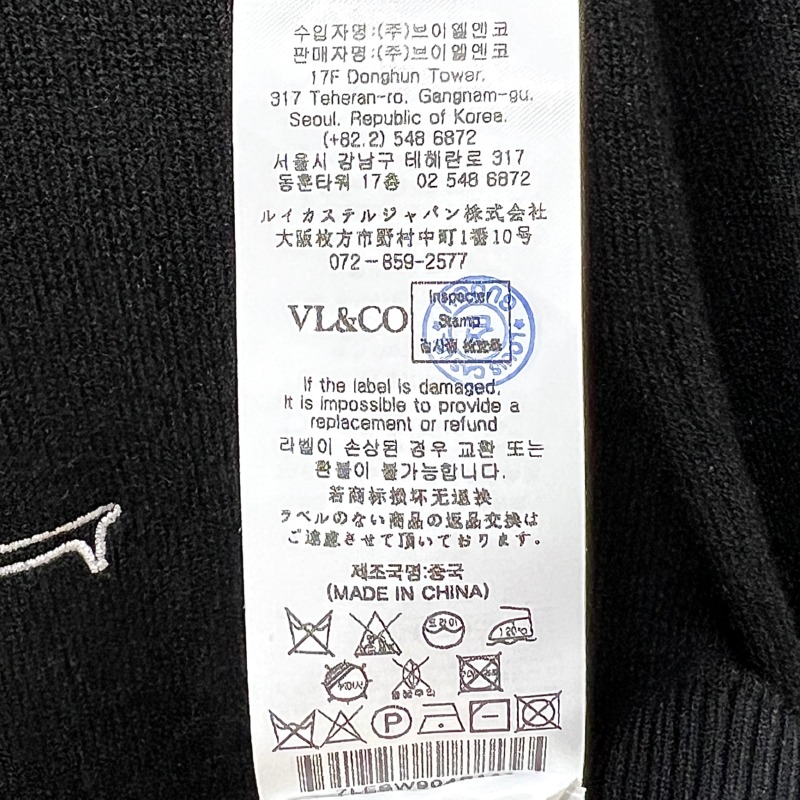 수입자명:(주)브이엘엔코
판매자명:(주)브이엘엔코
17F Donghun Tower,
317 Teheran-ro, Gangnam-gu,
Seoul, Republic of Korea.
(+82.2) 548 6872
서울시 강남구 테헤란로 317
동훈타워 17층 02 548 6872
ルイカステルジャパン株式会社
大阪枚方市野村中町1番10号
072-859-2577
VL&CO
Inspecter
Stamp
If the label is damaged,
It is impossible to provide a
replacement or refund
라벨이 손상된 경우 교환 또는
환불이 불가능합니다.
若商标损坏无退换
ラベルのない商品の返品交換は
ご遠慮させて頂いております。
제조국명:중국
(MADE IN CHINA)
드라이
120℃
P